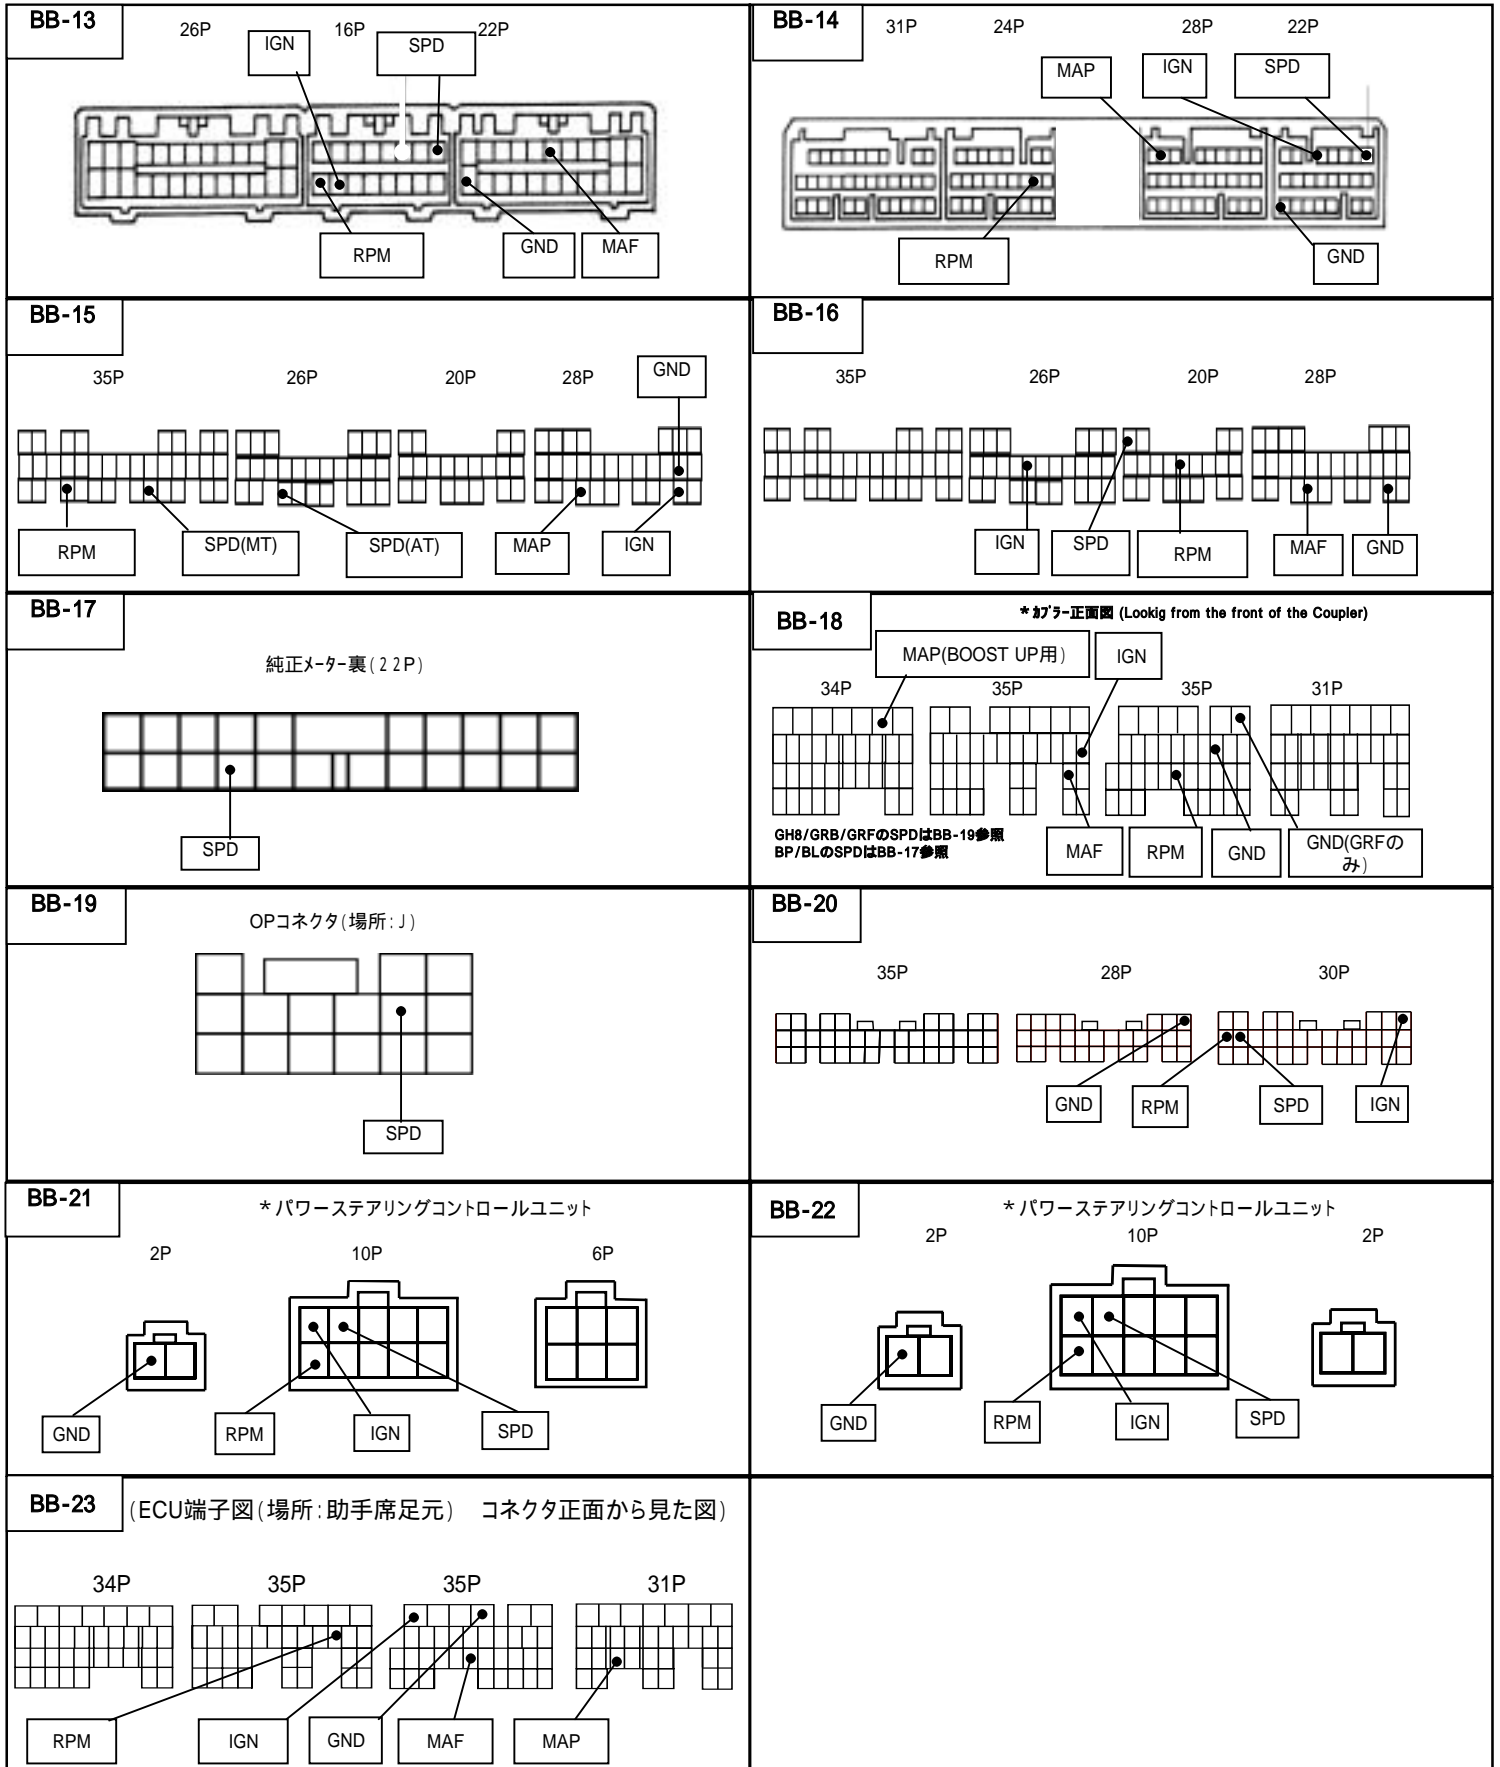 BB-13
26P 16P 22P
IGN SPD
RPM GND MAF
BB-14
31P 24P 28P 22P
MAP IGN SPD
RPM GND
BB-15
GND
35P 26P 20P 28P
RPM SPD(MT) SPD(AT) MAP IGN
BB-16
35P 26P 20P 28P
IGN SPD RPM MAF GND
BB-17
純正メーター裏(22P)
SPD
BB-18
*カプラー正面図 (Lookig from the front of the Coupler)
MAP(BOOST UP用) IGN
34P 35P 35P 31P
GH8/GRB/GRFのSPDはBB-19参照
BP/BLのSPDはBB-17参照
MAF RPM GND GND(GRFの
み)
BB-19
OPコネクタ(場所:J)
SPD
BB-20
35P 28P 30P
GND RPM SPD IGN
BB-21
*パワーステアリングコントロールユニット
2P 10P 6P
GND RPM IGN SPD
BB-22
*パワーステアリングコントロールユニット
2P 10P 2P
GND RPM IGN SPD
BB-23
(ECU端子図(場所:助手席足元) コネクタ正面から見た図)
34P 35P 35P 31P
RPM IGN GND MAF MAP